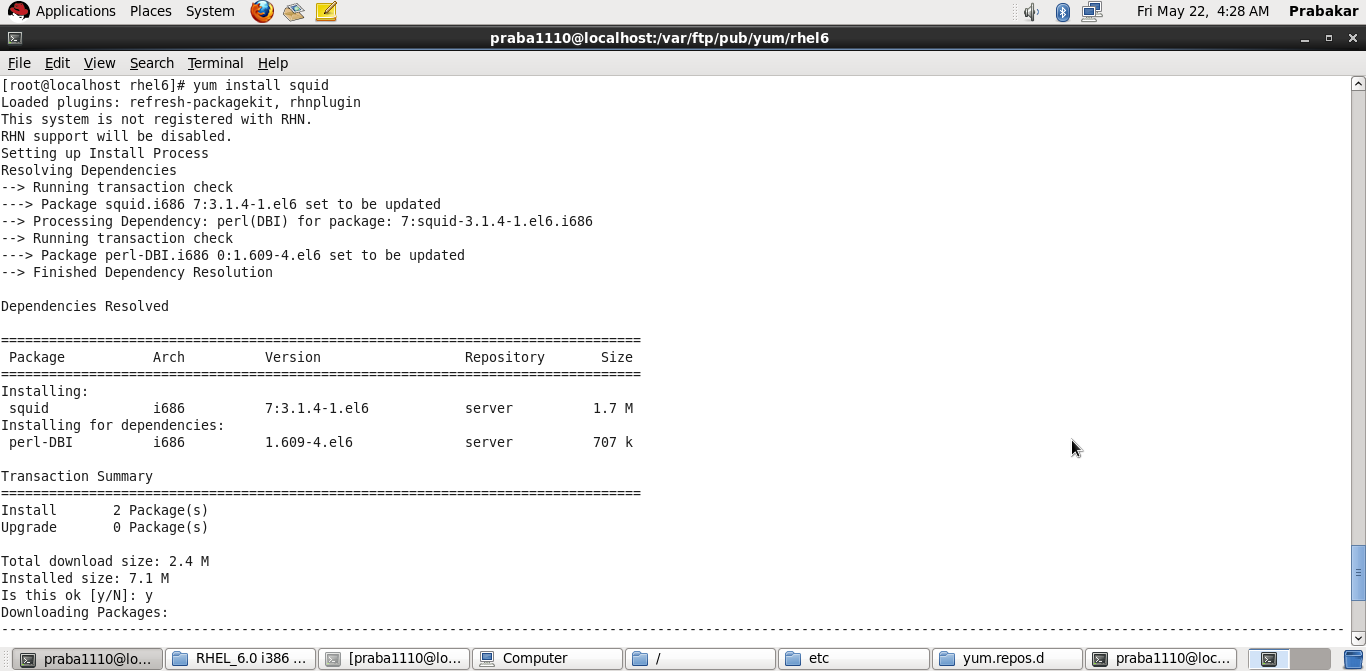 Applications Places System Fri May 22, 4:28 AM Prabakar
praba1110@localhost:/var/ftp/pub/yum/rhel6
File Edit View Search Terminal Help
[root@localhost rhel6]# yum install squid
Loaded plugins: refresh-packagekit, rhnplugin
This system is not registered with RHN.
RHN support will be disabled.
Setting up Install Process
Resolving Dependencies
--> Running transaction check
---> Package squid.i686 7:3.1.4-1.el6 set to be updated
--> Processing Dependency: perl(DBI) for package: 7:squid-3.1.4-1.el6.i686
--> Running transaction check
---> Package perl-DBI.i686 0:1.609-4.el6 set to be updated
--> Finished Dependency Resolution
Dependencies Resolved
================================================================================
Package Arch Version Repository Size
================================================================================
Installing:
squid i686 7:3.1.4-1.el6 server 1.7 M
Installing for dependencies:
perl-DBI i686 1.609-4.el6 server 707 k
Transaction Summary
================================================================================
Install 2 Package(s)
Upgrade 0 Package(s)
Total download size: 2.4 M
Installed size: 7.1 M
Is this ok [y/N]: y
Downloading Packages:
--------------------------------------------------------------------------------
praba1110@lo... RHEL_6.0 i386 ... [praba1110@lo... Computer / etc yum.repos.d praba1110@loc...